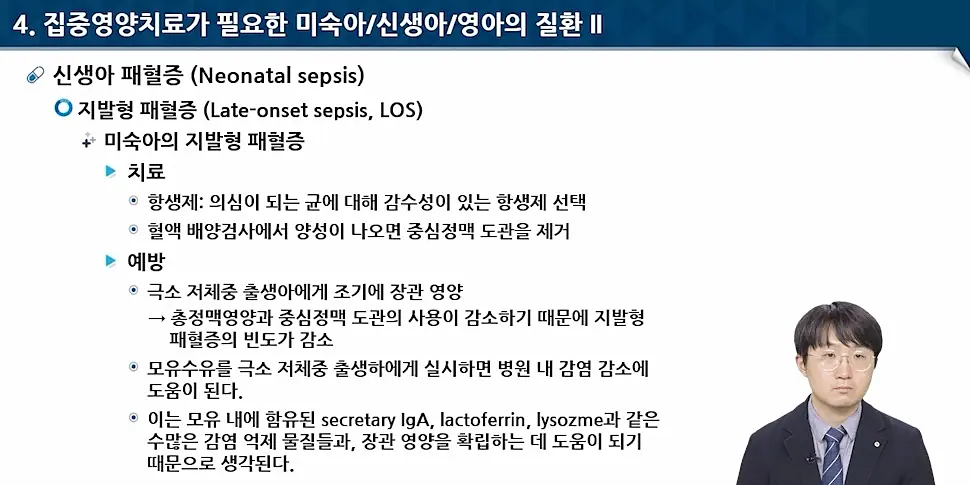 4. 집중영양치료가 필요한 미숙아/신생아/영아의 질환 II
신생아 패혈증 (Neonatal sepsis)
지발형 패혈증 (Late-onset sepsis, LOS)
미숙아의 지발형 패혈증
치료
항생제: 의심이 되는 균에 대해 감수성이 있는 항생제 선택
혈액 배양검사에서 양성이 나오면 중심정맥 도관을 제거
예방
극소 저체중 출생아에게 조기에 장관 영양
→ 총정맥영양과 중심정맥 도관의 사용이 감소하기 때문에 지발형
패혈증의 빈도가 감소
모유수유를 극소 저체중 출생하에게 실시하면 병원 내 감염 감소에
도움이 된다.
이는 모유 내에 함유된 secretary IgA, lactoferrin, lysozme과 같은
수많은 감염 억제 물질들과, 장관 영양을 확립하는 데 도움이 되기
때문으로 생각된다.